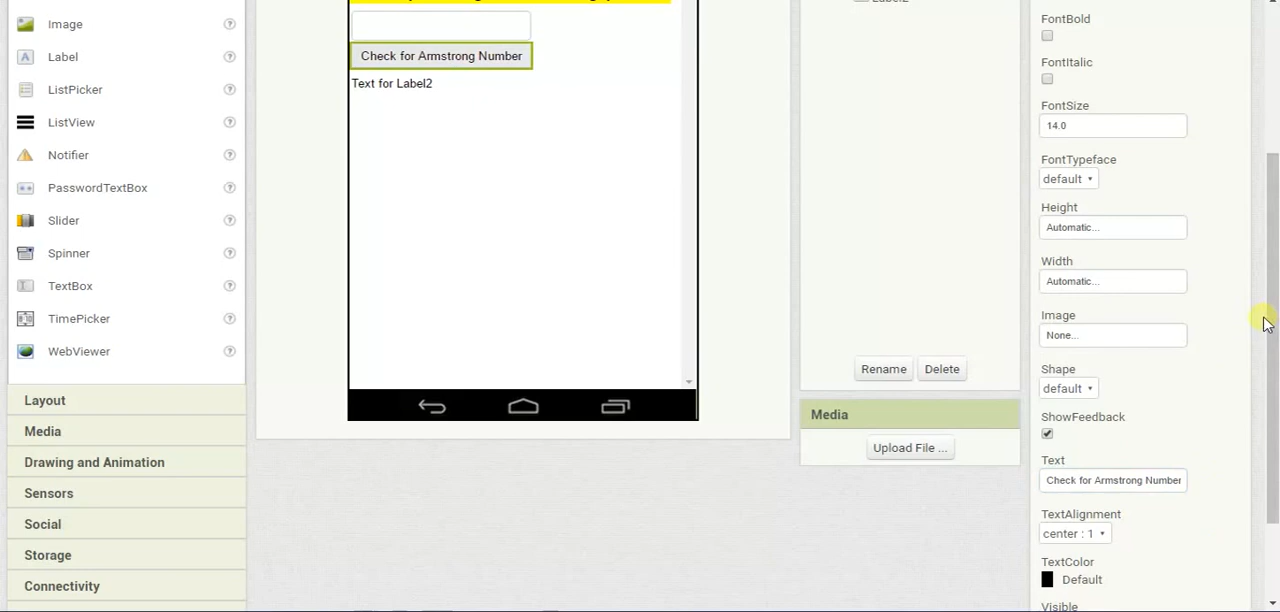 Image
Label
ListPicker
ListView
Notifier
PasswordTextBox
Slider
Spinner
TextBox
TimePicker
WebViewer
Layout
Media
Drawing and Animation
Sensors
Social
Storage
Connectivity
Check for Armstrong Number
Text for Label2
Label2
Rename
Delete
Media
Upload File ...
FontBold
FontItalic
FontSize
14.0
FontTypeface
default
Height
Automatic...
Width
Automatic...
Image
None...
Shape
default
ShowFeedback
Text
Check for Armstrong Number
TextAlignment
center : 1
TextColor
Default
Visible